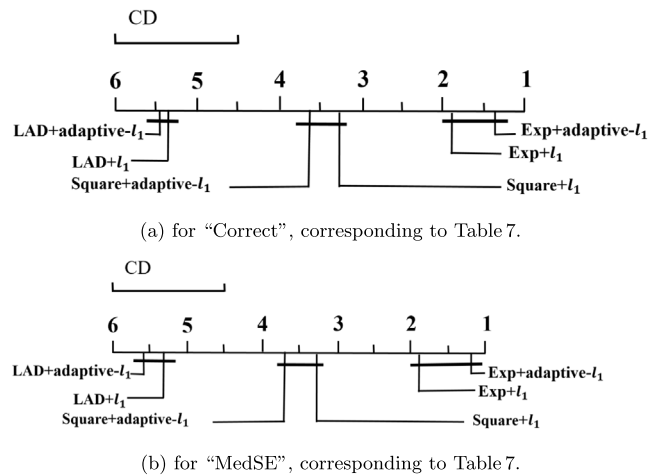 CD
6 5 4 3 2 1
LAD+adaptive-l₁ Exp+adaptive-l₁
LAD+l₁ Exp+l₁
Square+adaptive-l₁ Square+l₁
(a) for “Correct”, corresponding to Table 7.
CD
6 5 4 3 2 1
LAD+adaptive-l₁ Exp+adaptive-l₁
LAD+l₁ Exp+l₁
Square+adaptive-l₁ Square+l₁
(b) for “MedSE”, corresponding to Table 7.